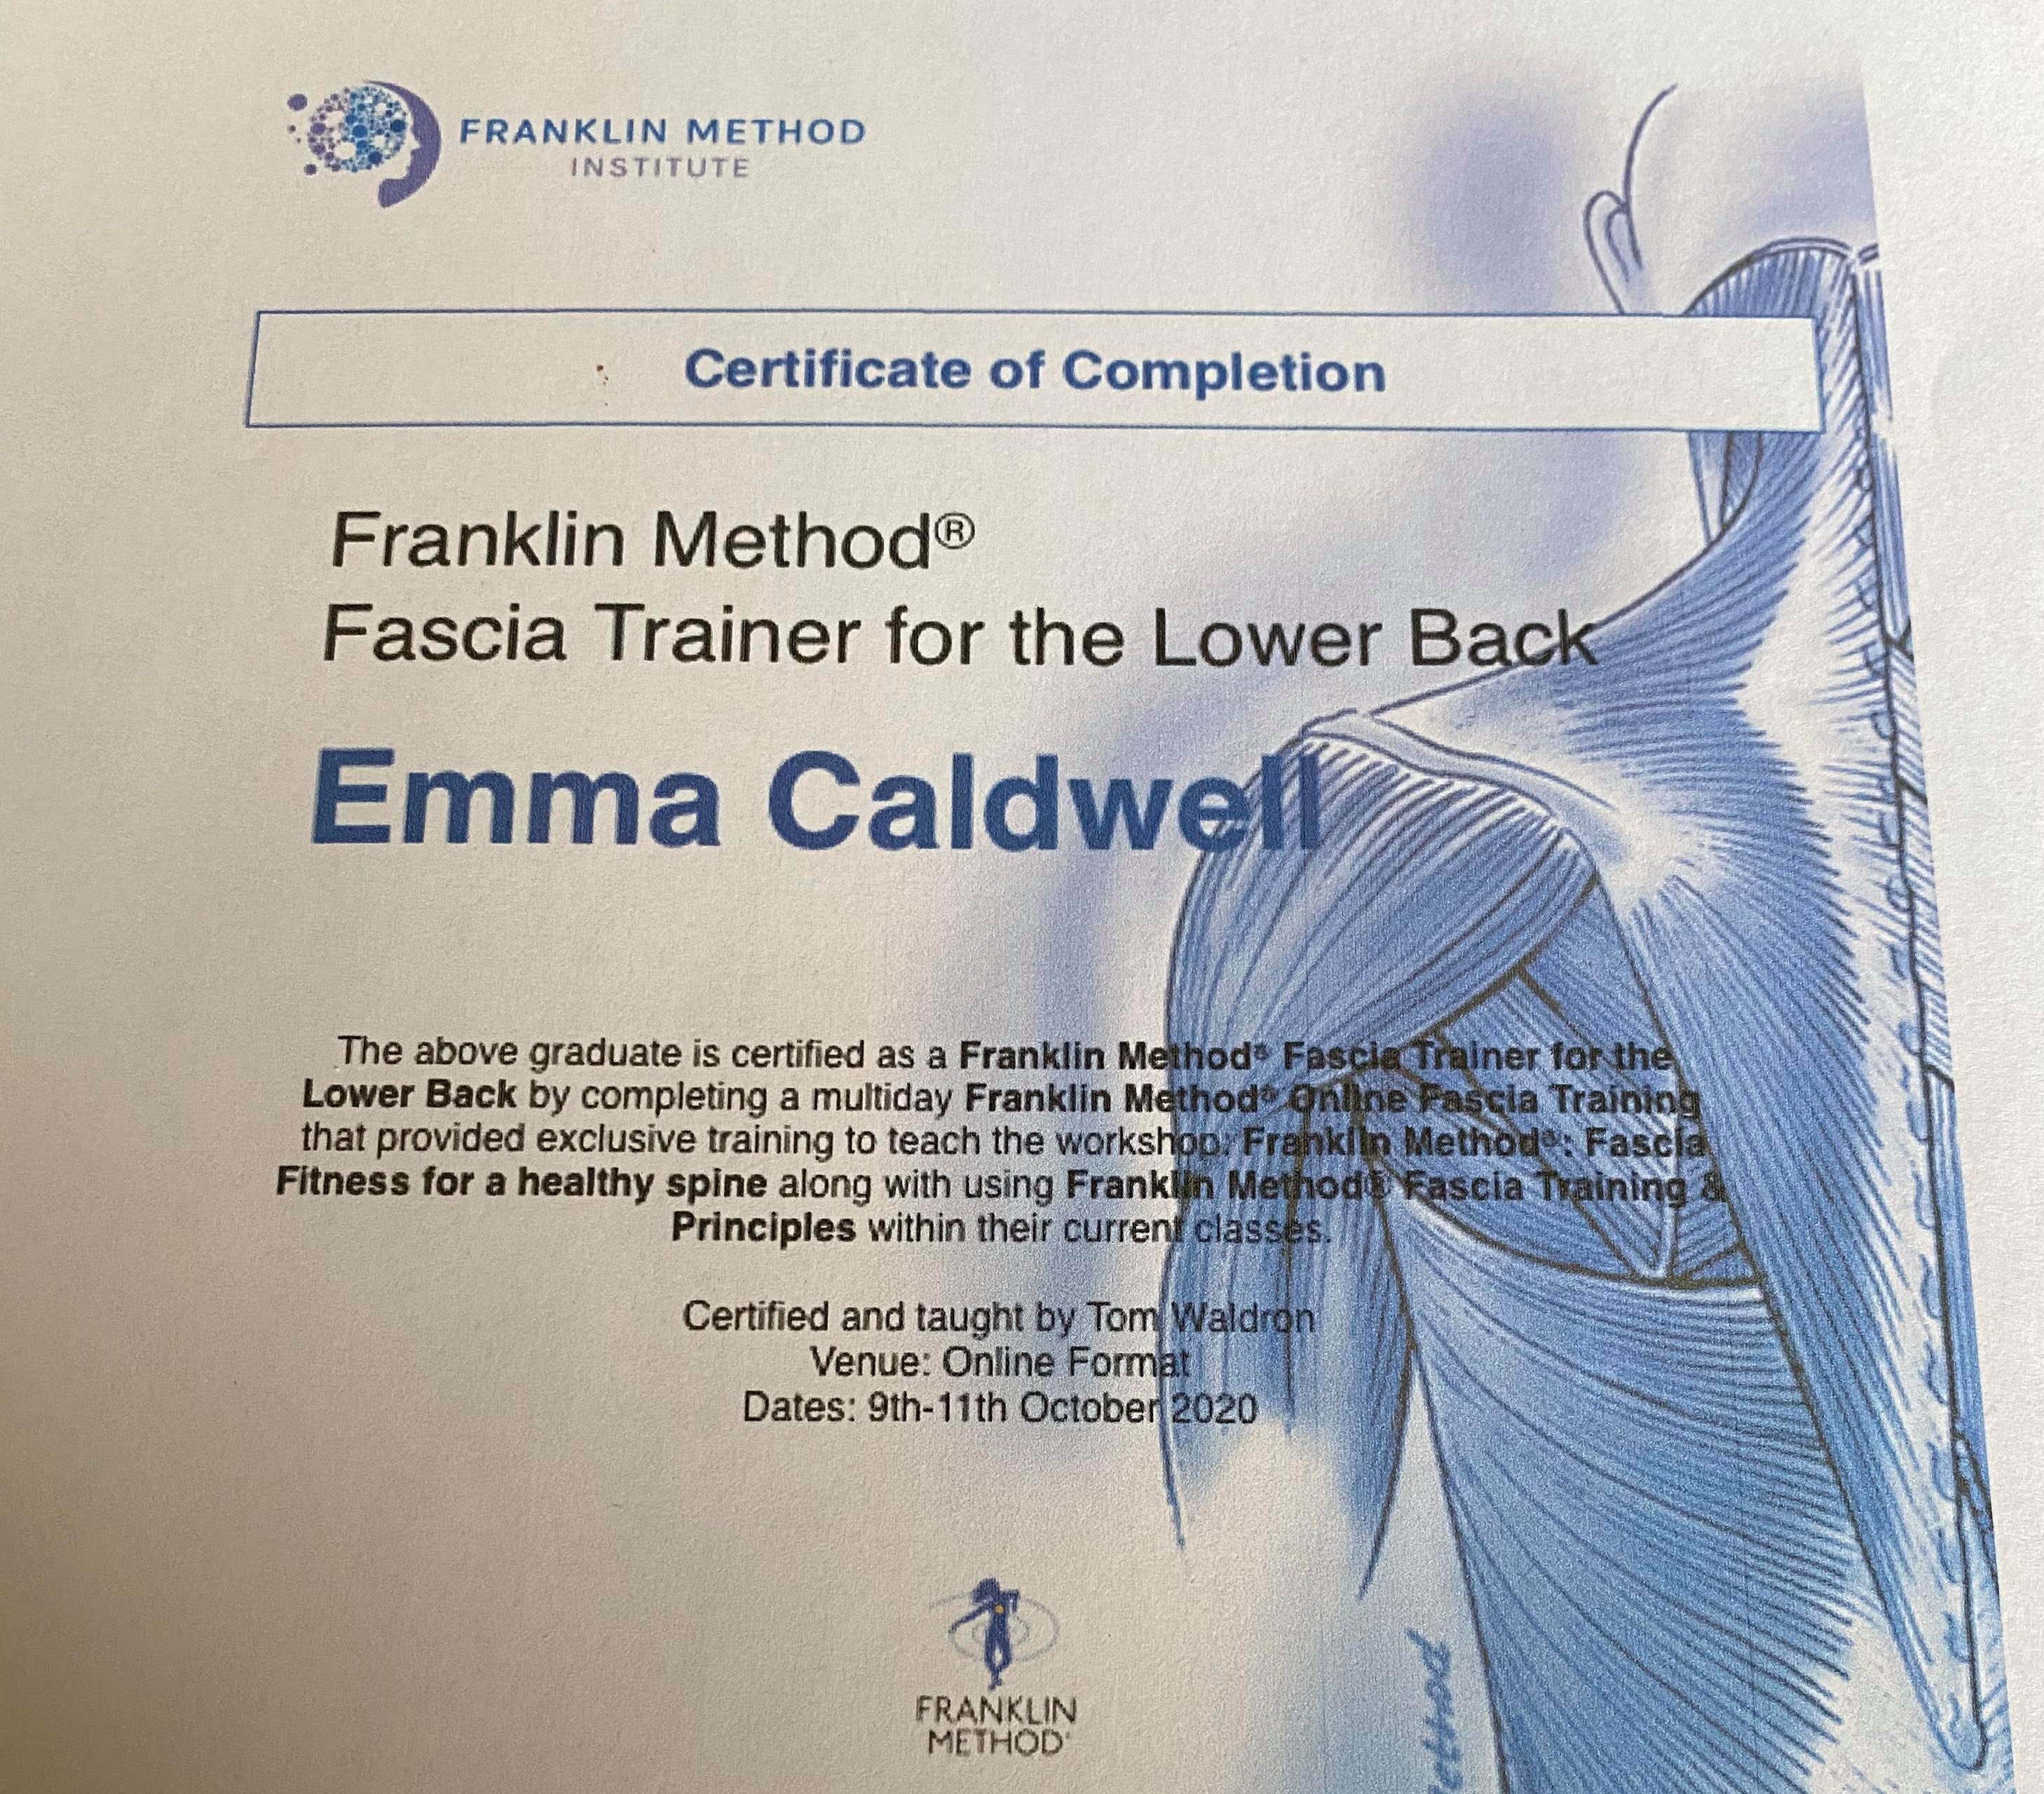 FRANKLIN METHOD
INSTITUTE
Certificate of Completion
Franklin Method®
Fascia Trainer for the Lower Back
Emma Caldwell
The above graduate is certified as a Franklin Method® Fascia Trainer for the
Lower Back by completing a multiday Franklin Method® Online Fascia Training
that provided exclusive training to teach the workshop: Franklin Method®: Fascia
Fitness for a healthy spine along with using Franklin Method® Fascia Training &
Principles within their current classes.
Certified and taught by Tom Waldron
Venue: Online Format
Dates: 9th-11th October 2020
FRANKLIN
METHOD®